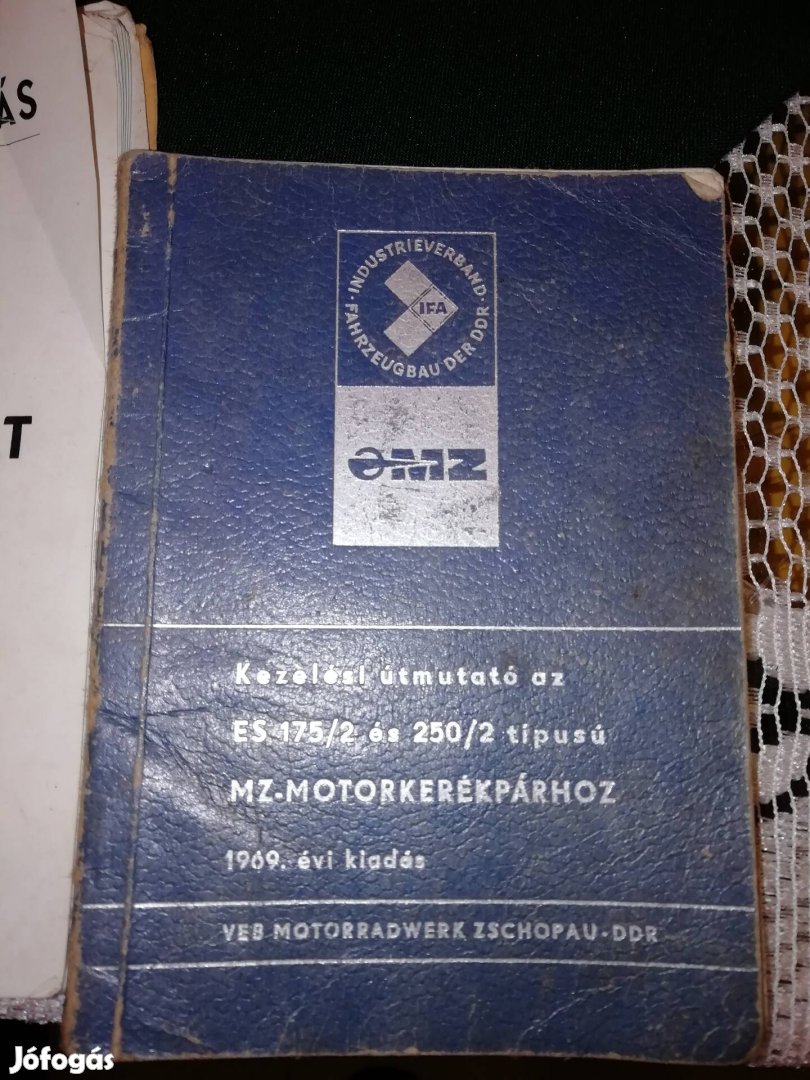 ÁS
T
INDUSTRIEVERBAND · FAHRZEUGBAU DER DDR ·
IFA
MZ
Kezelési útmutató az
ES 175/2 és 250/2 tipusú
MZ-MOTORKERÉKPÁRHOZ
1969. évi kiadás
VEB MOTORRADWERK ZSCHOPAU·DDR
Jófogás